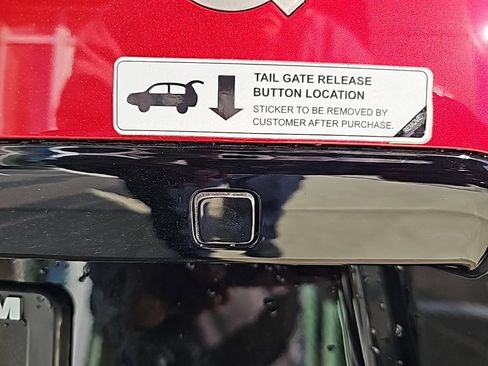 TAIL GATE RELEASE
BUTTON LOCATION
STICKER TO BE REMOVED BY
CUSTOMER AFTER PURCHASE.
M